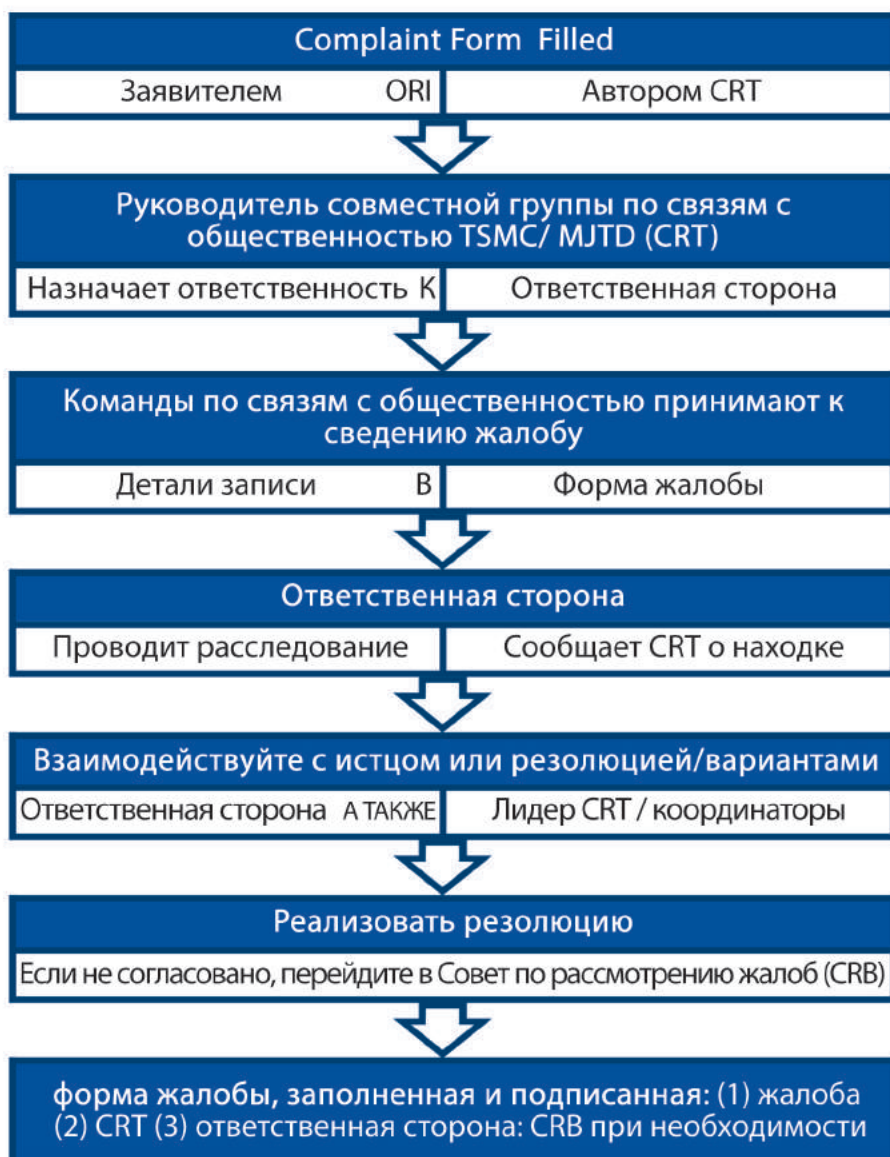 Complaint Form Filled
Заявителем ORI Автором CRT
Руководитель совместной группы по связям с
общественностью TSMC/ MJTD (CRT)
Назначает ответственность К Ответственная сторона
Команды по связям с общественностью принимают к
сведению жалобу
Детали записи В Форма жалобы
Ответственная сторона
Проводит расследование Сообщает CRT о находке
Взаимодействуйте с истцом или резолюцией/вариантами
Ответственная сторона А ТАКЖЕ Лидер CRT / координаторы
Реализовать резолюцию
Если не согласовано, перейдите в Совет по рассмотрению жалоб (CRB)
форма жалобы, заполненная и подписанная: (1) жалоба
(2) CRT (3) ответственная сторона: CRB при необходимости